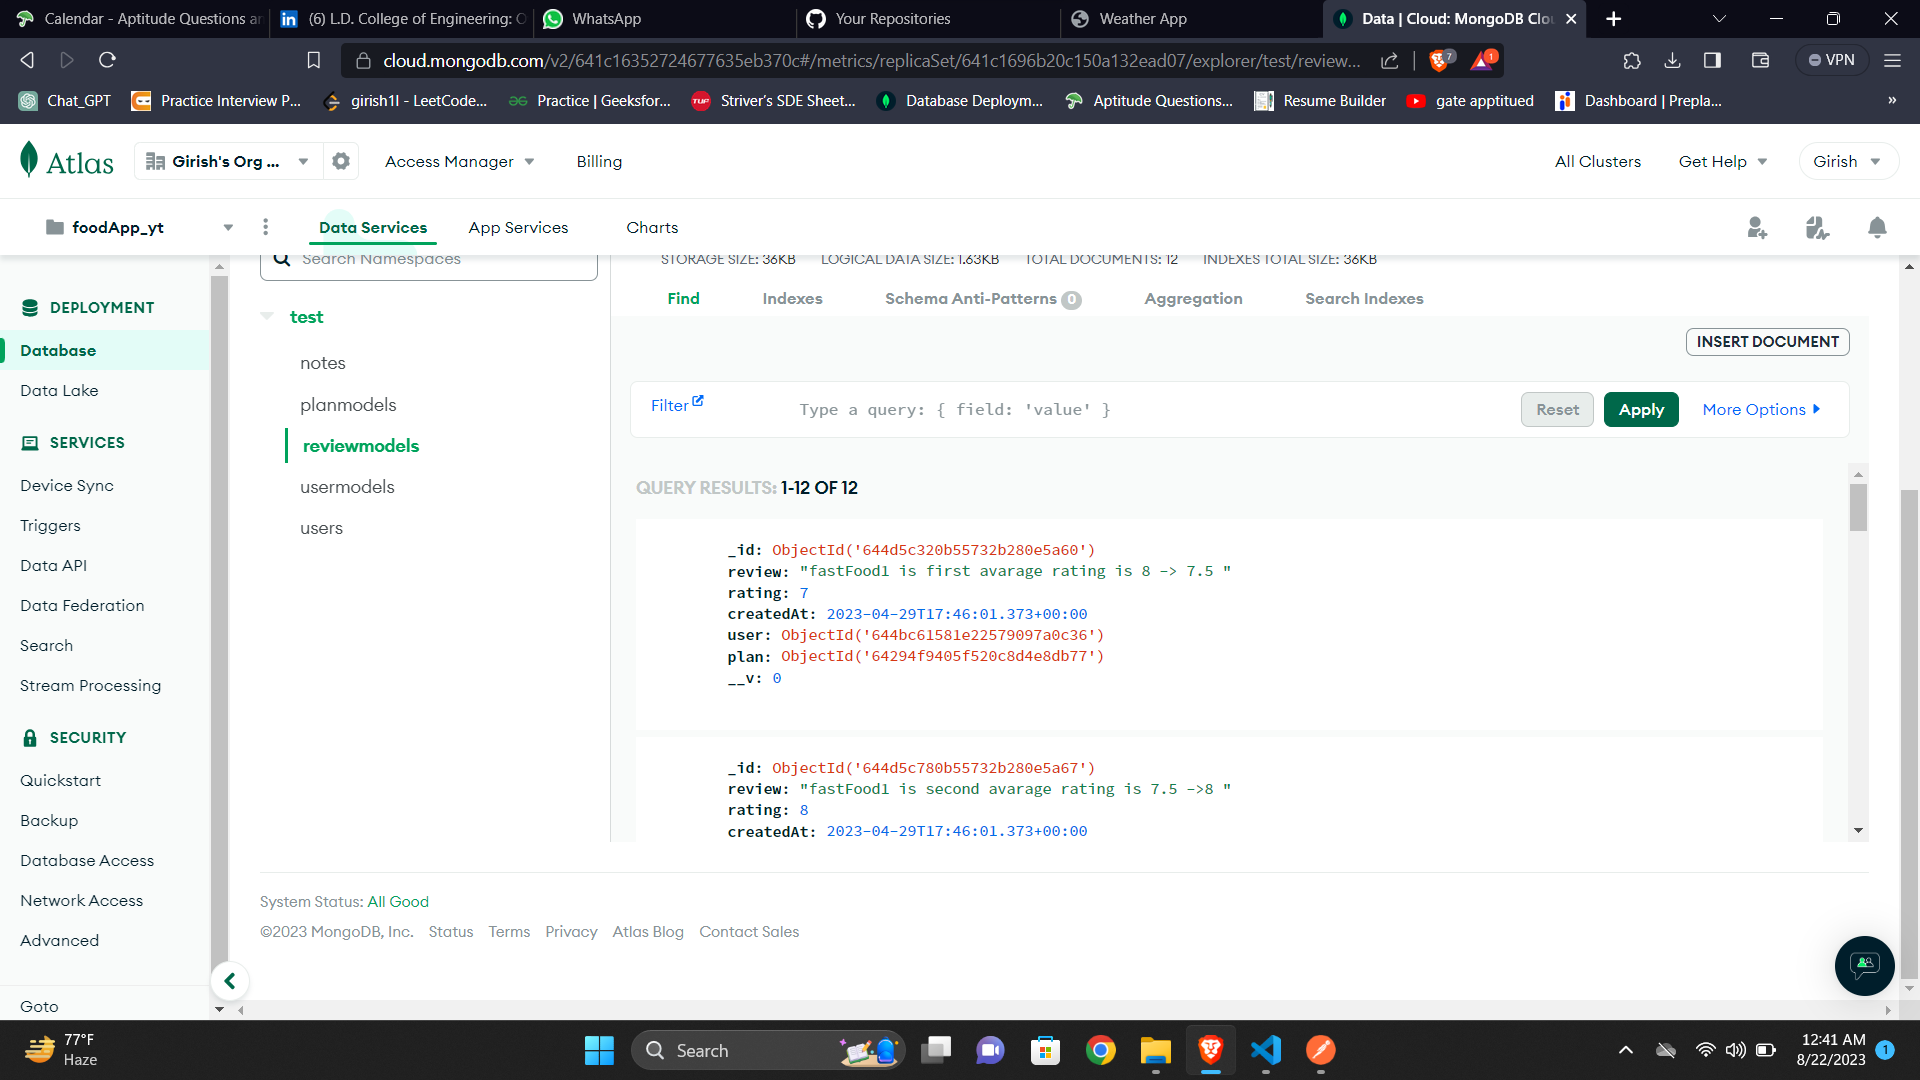 Calendar - Aptitude Questions ar
(6) L.D. College of Engineering: O
WhatsApp
Your Repositories
Weather App
Data | Cloud: MongoDB Clou
cloud.mongodb.com/v2/641c16352724677635eb370c#/metrics/replicaSet/641c1696b20c150a132ead07/explorer/test/review...
7
1
VPN
Chat_GPT
Practice Interview P...
girish1l - LeetCode...
Practice | Geeksfor...
Striver's SDE Sheet...
Database Deploym...
Aptitude Questions...
Resume Builder
gate apptitued
Dashboard | Prepla...
»
Atlas
Girish's Org ...
Access Manager
Billing
All Clusters
Get Help
Girish
foodApp_yt
Data Services
App Services
Charts
DEPLOYMENT
Database
Data Lake
SERVICES
Device Sync
Triggers
Data API
Data Federation
Search
Stream Processing
SECURITY
Quickstart
Backup
Database Access
Network Access
Advanced
Goto
Search Namespaces
test
notes
planmodels
reviewmodels
usermodels
users
STORAGE SIZE: 36KB LOGICAL DATA SIZE: 1.63KB TOTAL DOCUMENTS: 12 INDEXES TOTAL SIZE: 36KB
Find
Indexes
Schema Anti-Patterns 0
Aggregation
Search Indexes
INSERT DOCUMENT
Filter
Type a query: { field: 'value' }
Reset
Apply
More Options
QUERY RESULTS: 1-12 OF 12
_id: ObjectId('644d5c320b55732b280e5a60')
review: "fastFood1 is first avarage rating is 8 -> 7.5 "
rating: 7
createdAt: 2023-04-29T17:46:01.373+00:00
user: ObjectId('644bc61581e22579097a0c36')
plan: ObjectId('64294f9405f520c8d4e8db77')
__v: 0
_id: ObjectId('644d5c780b55732b280e5a67')
review: "fastFood1 is second avarage rating is 7.5 ->8 "
rating: 8
createdAt: 2023-04-29T17:46:01.373+00:00
System Status: All Good
©2023 MongoDB, Inc. Status Terms Privacy Atlas Blog Contact Sales
77°F
Haze
Search
12:41 AM
8/22/2023
1